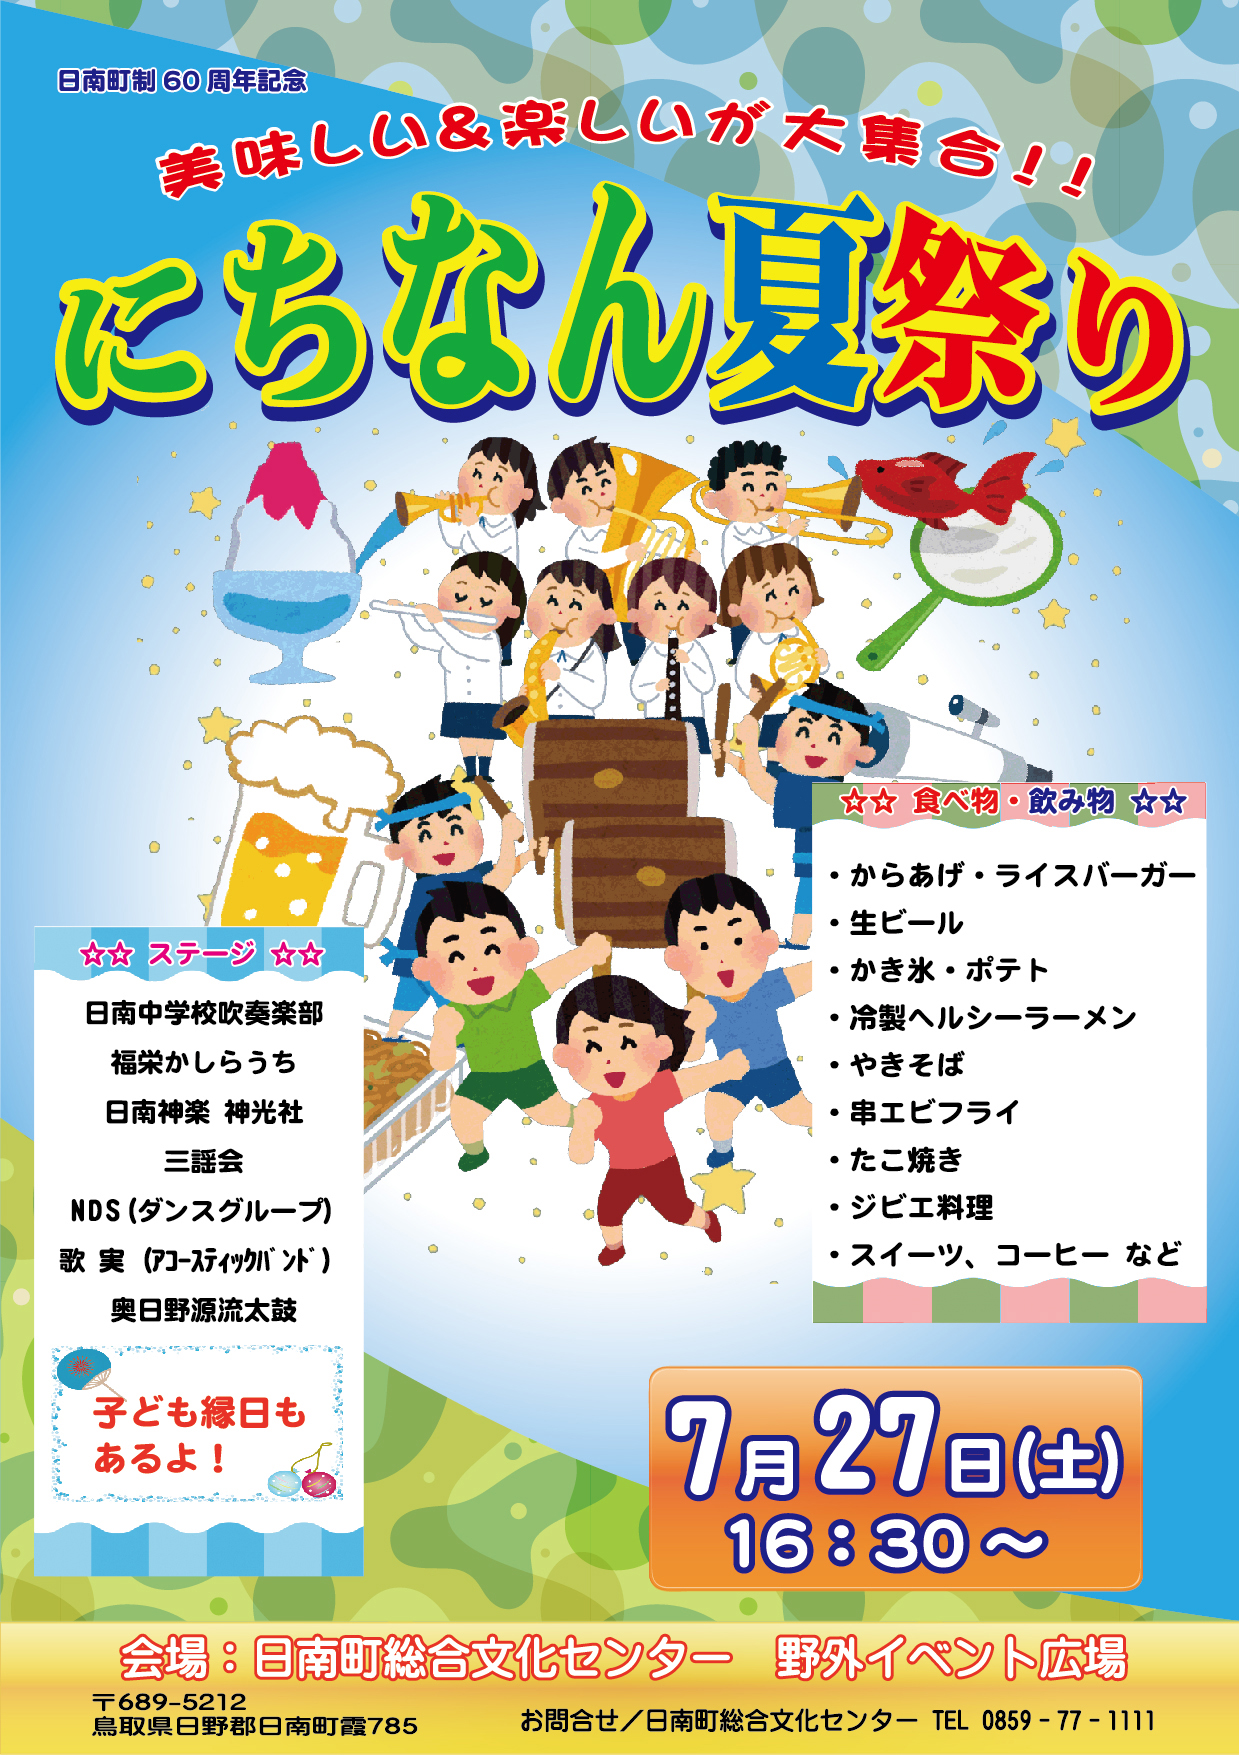 日南町制60周年記念
美味しい&楽しいが大集合!!
にちなん夏祭り
☆☆ 食べ物・飲み物 ☆☆
・からあげ・ライスバーガー
・生ビール
・かき氷・ポテト
・冷製ヘルシーラーメン
・やきそば
・串エビフライ
・たこ焼き
・ジビエ料理
・スイーツ、コーヒー など
☆☆ ステージ ☆☆
日南中学校吹奏楽部
福栄かしらうち
日南神楽 神光社
三謡会
NDS(ダンスグループ)
歌 実 (ｱｺｰｽﾃｨｯｸﾊﾞﾝﾄﾞ)
奥日野源流太鼓
子ども縁日も
あるよ！
7月27日(土)
16：30～
会場：日南町総合文化センター 野外イベント広場
〒689-5212
鳥取県日野郡日南町霞785
お問合せ／日南町総合文化センター TEL 0859-77-1111